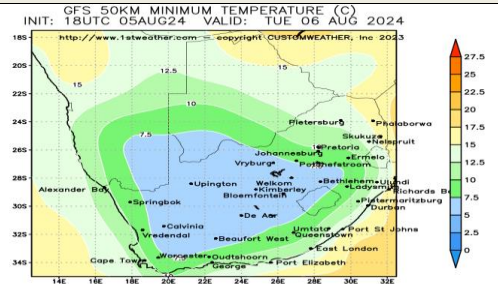 GFS 50KM MINIMUM TEMPERATURE (C)
INIT: 18UTC 05AUG24 VALID: TUE 06 AUG 2024
http://www.1stweather.com — copyright CUSTOMWEATHER, Inc 2023
18S
20S
22S
24S
26S
28S
30S
32S
34S
14E 16E 18E 20E 22E 24E 26E 28E 30E 32E
15
12.5
15
10
7.5
Pietersburg
Phalaborwa
Skukuza
Nelspruit
Pretoria
Johannesburg
Ermelo
Vryburg
Potchefstroom
Upington
Welkom
Kimberley
Bethlehem
Ulundi
Ladysmith
Alexander Bay
Bloemfontein
Richards B
Springbok
Pietermaritzburg
Durban
De Aar
Calvinia
Vredendal
Beaufort West
Umtata
Queenstown
Port St Johns
East London
Worcester
Oudtshoorn
Cape Town
George
Port Elizabeth
27.5
25
22.5
20
17.5
15
12.5
10
7.5
5
2.5
0